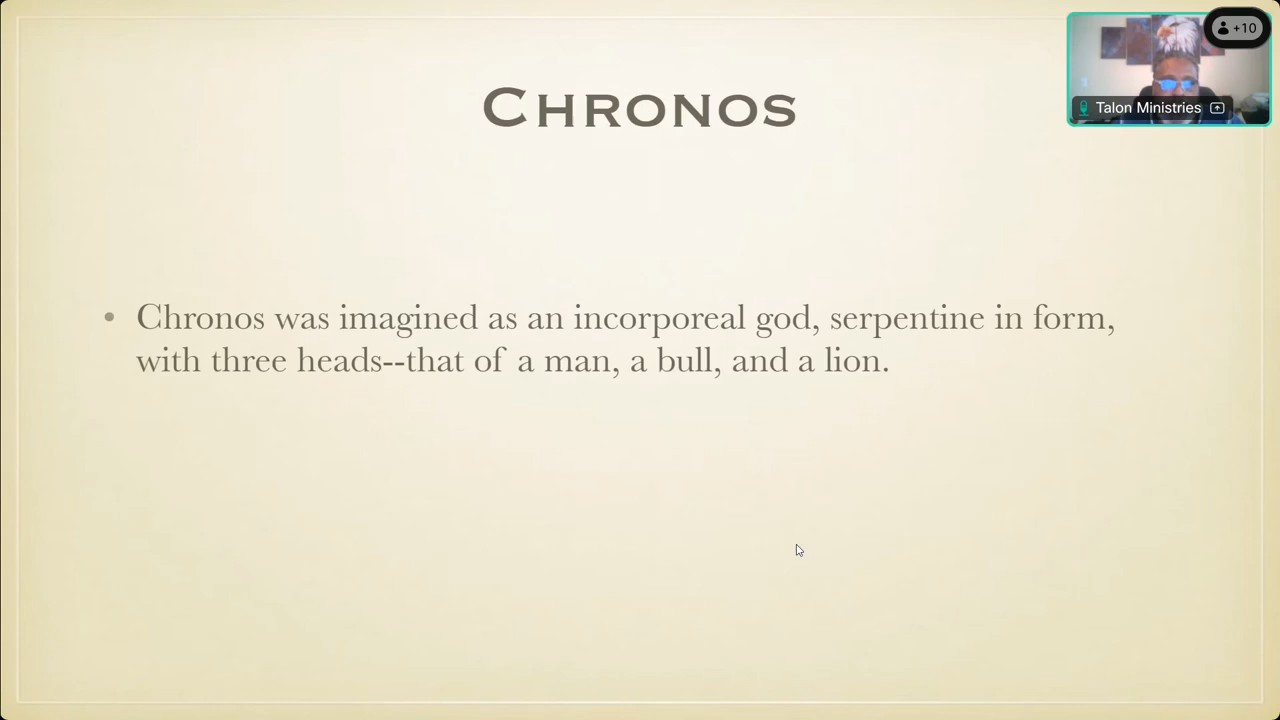 +10
Talon Ministries
CHRONOS
• Chronos was imagined as an incorporeal god, serpentine in form,
with three heads--that of a man, a bull, and a lion.